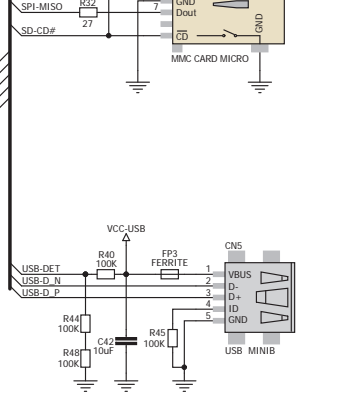 R32
SPI-MISO
27
7
GND
Dout
SD-CD#
CD
GND
MMC CARD MICRO
VCC-USB
R40
100K
FP3
FERRITE
CN5
USB-DET
1
VBUS
USB-D_N
2
D-
USB-D_P
3
D+
4
ID
5
GND
R44
100K
C42
10uF
R45
100K
R48
100K
USB MINIB